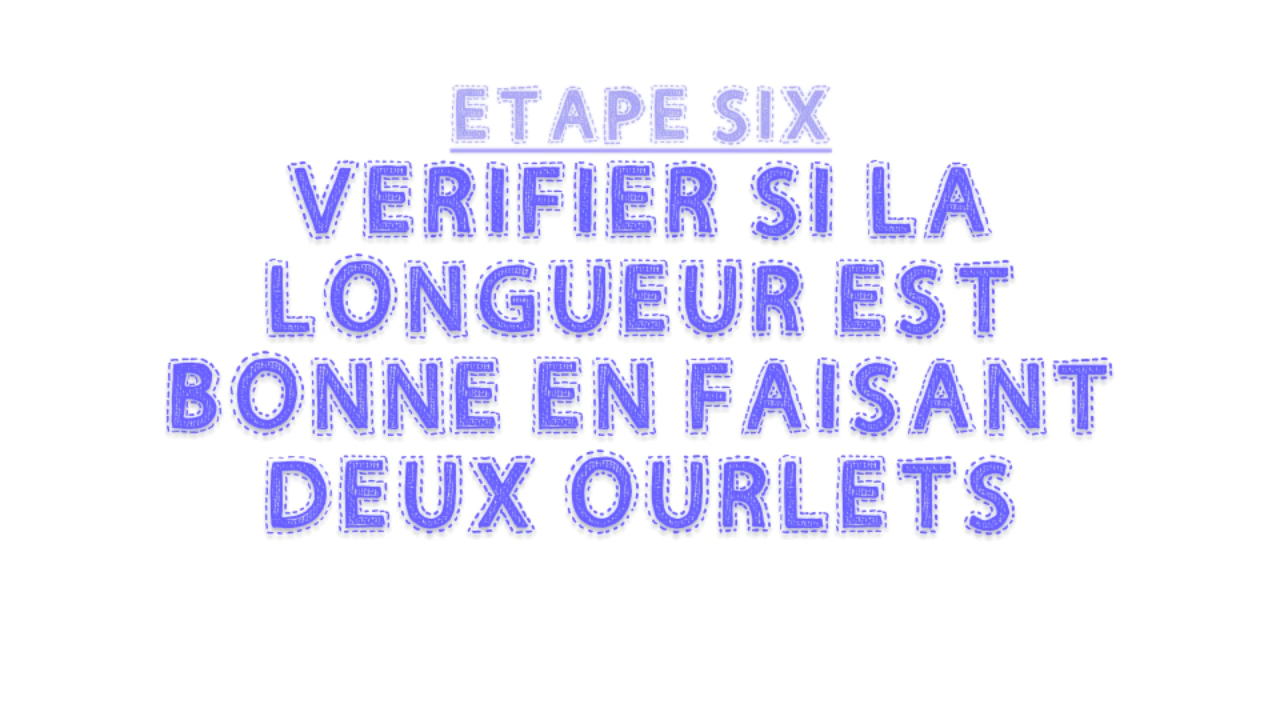 ETAPE SIX
VERIFIER SI LA
LONGUEUR EST
BONNE EN FAISANT
DEUX OURLETS